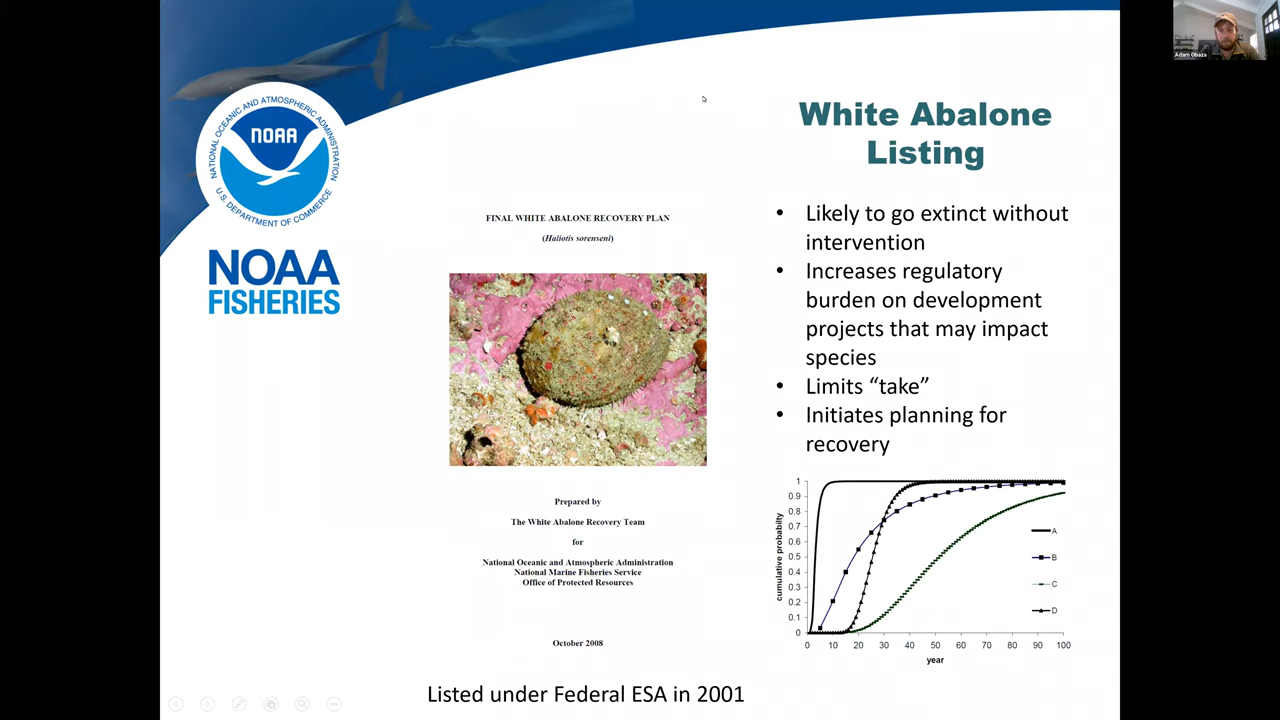 Adam Obaza
NATIONAL OCEANIC AND ATMOSPHERIC ADMINISTRATION
NOAA
U.S. DEPARTMENT OF COMMERCE
NOAA
FISHERIES
FINAL WHITE ABALONE RECOVERY PLAN
(Haliotis sorenseni)
Prepared by
The White Abalone Recovery Team
for
National Oceanic and Atmospheric Administration
National Marine Fisheries Service
Office of Protected Resources
October 2008
Listed under Federal ESA in 2001
White Abalone
Listing
• Likely to go extinct without
intervention
• Increases regulatory
burden on development
projects that may impact
species
• Limits “take”
• Initiates planning for
recovery
cumulative probability
1
0.9
0.8
0.7
0.6
0.5
0.4
0.3
0.2
0.1
0
0 10 20 30 40 50 60 70 80 90 100
year
A
B
C
D